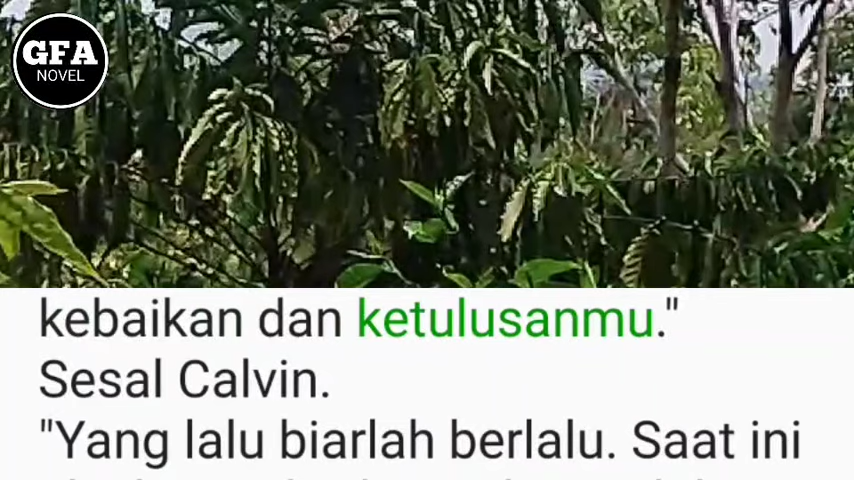 GFA
NOVEL
kebaikan dan ketulusanmu."
Sesal Calvin.
"Yang lalu biarlah berlalu. Saat ini